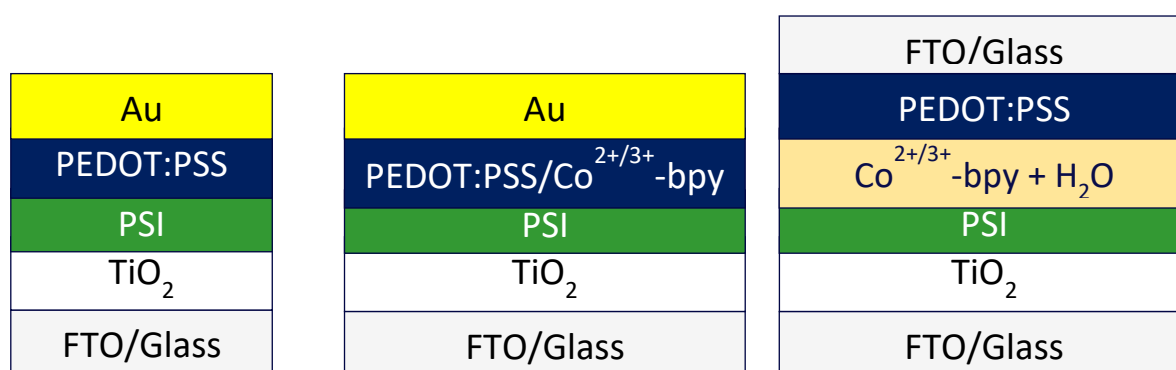 Au
PEDOT:PSS
PSI
TiO₂
FTO/Glass
Au
PEDOT:PSS/Co²⁺/³⁺-bpy
PSI
TiO₂
FTO/Glass
FTO/Glass
PEDOT:PSS
Co²⁺/³⁺-bpy + H₂O
PSI
TiO₂
FTO/Glass